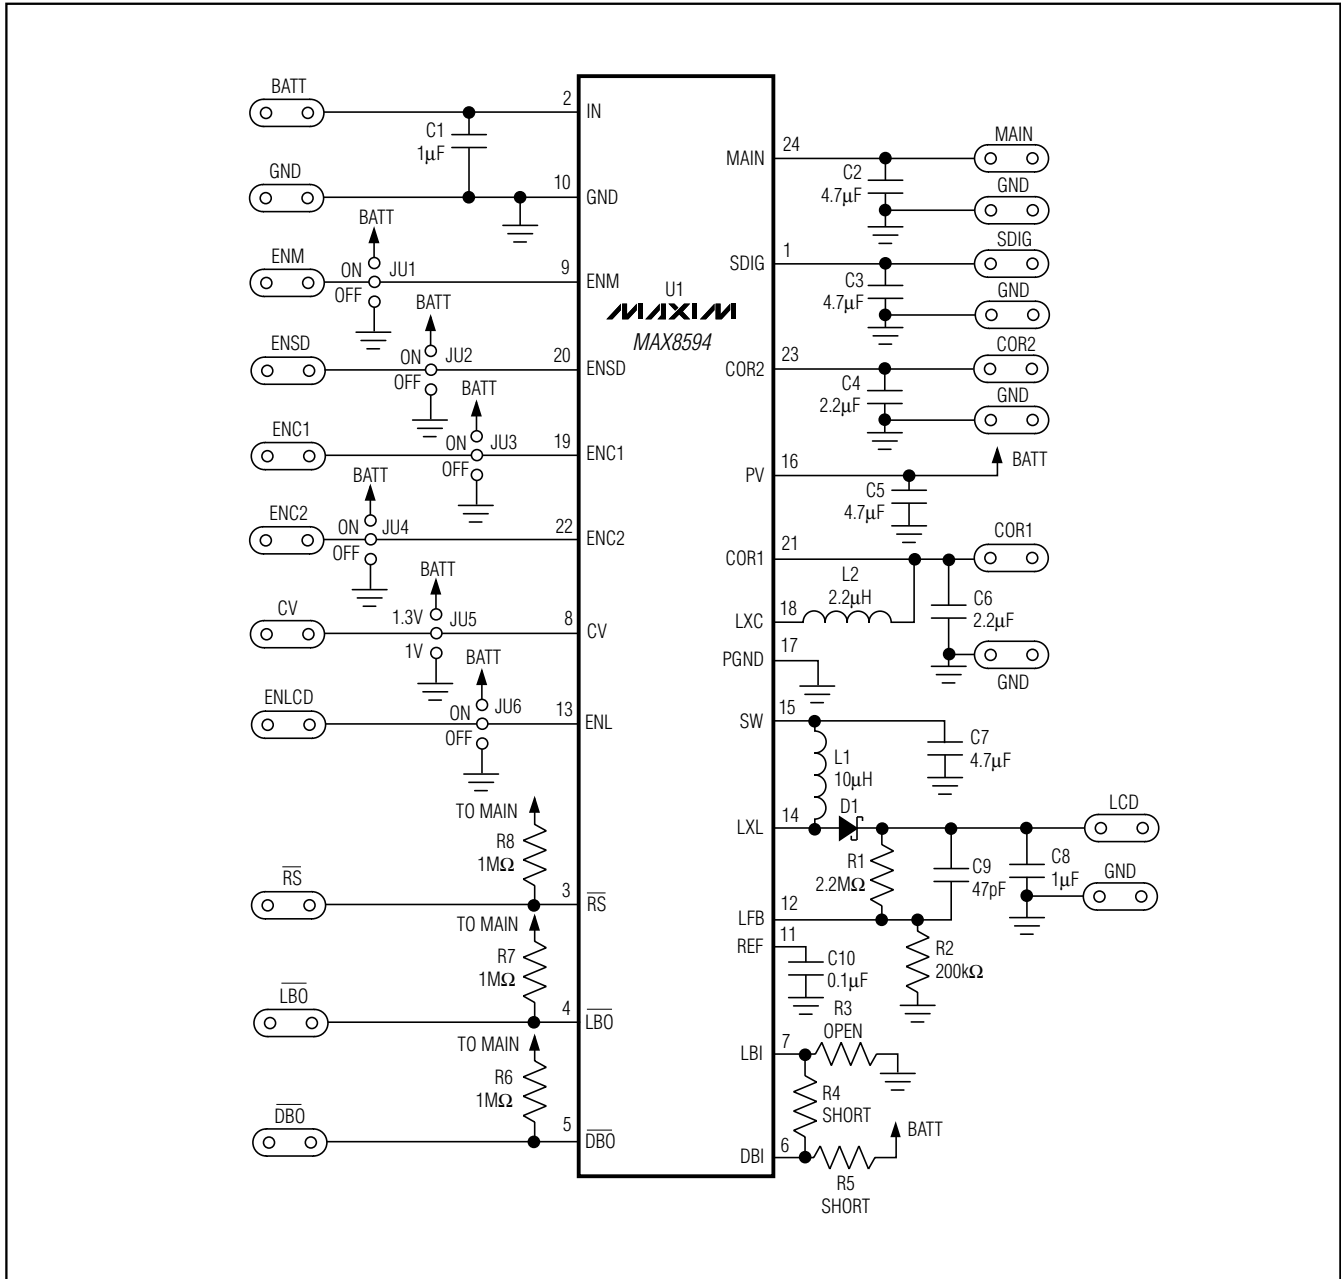 BATT
2
IN
C1
1µF
GND
10
GND
BATT
ENM
ON
JU1
OFF
9
ENM
BATT
ENSD
ON
JU2
OFF
20
ENSD
BATT
ENC1
ON
JU3
OFF
19
ENC1
BATT
ENC2
ON
JU4
OFF
22
ENC2
BATT
CV
1.3V
JU5
1V
8
CV
BATT
ENLCD
ON
JU6
OFF
13
ENL
TO MAIN
R8
1MΩ
RS
3
RS
TO MAIN
R7
1MΩ
LBO
4
LBO
TO MAIN
R6
1MΩ
DBO
5
DBO
U1
MAXIM
MAX8594
MAIN
24
MAIN
C2
4.7µF
GND
SDIG
1
SDIG
C3
4.7µF
GND
COR2
23
COR2
C4
2.2µF
GND
PV
16
BATT
C5
4.7µF
COR1
21
COR1
L2
2.2µH
LXC
18
C6
2.2µF
PGND
17
GND
SW
15
C7
4.7µF
L1
10µH
LXL
14
D1
LCD
R1
2.2MΩ
C9
47pF
C8
1µF
GND
LFB
12
REF
11
C10
0.1µF
R2
200kΩ
R3
OPEN
LBI
7
R4
SHORT
DBI
6
BATT
R5
SHORT